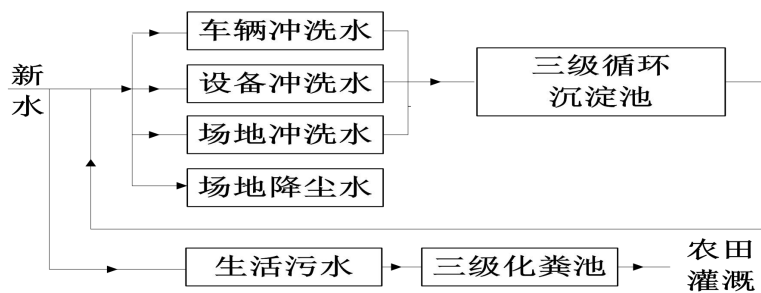 车辆冲洗水
新水
设备冲洗水
三级循环
沉淀池
场地冲洗水
场地降尘水
生活污水
三级化粪池
农田
灌溉